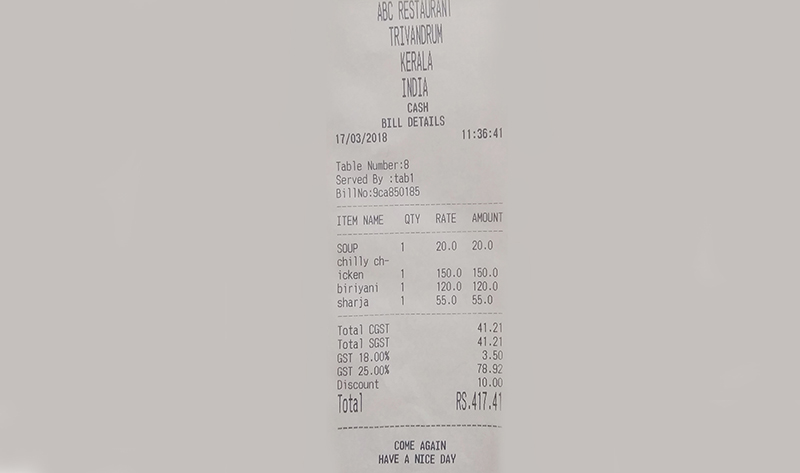 ABC RESTAURANT
TRIVANDRUM
KERALA
INDIA
CASH
BILL DETAILS
17/03/2018 11:36:41
Table Number:8
Served By :tab1
BillNo:9ca850185
ITEM NAME QTY RATE AMOUNT
SOUP 1 20.0 20.0
chilly ch-
icken 1 150.0 150.0
biriyani 1 120.0 120.0
sharja 1 55.0 55.0
Total CGST 41.21
Total SGST 41.21
GST 18.00% 3.50
GST 25.00% 78.92
Discount 10.00
Total RS.417.41
COME AGAIN
HAVE A NICE DAY